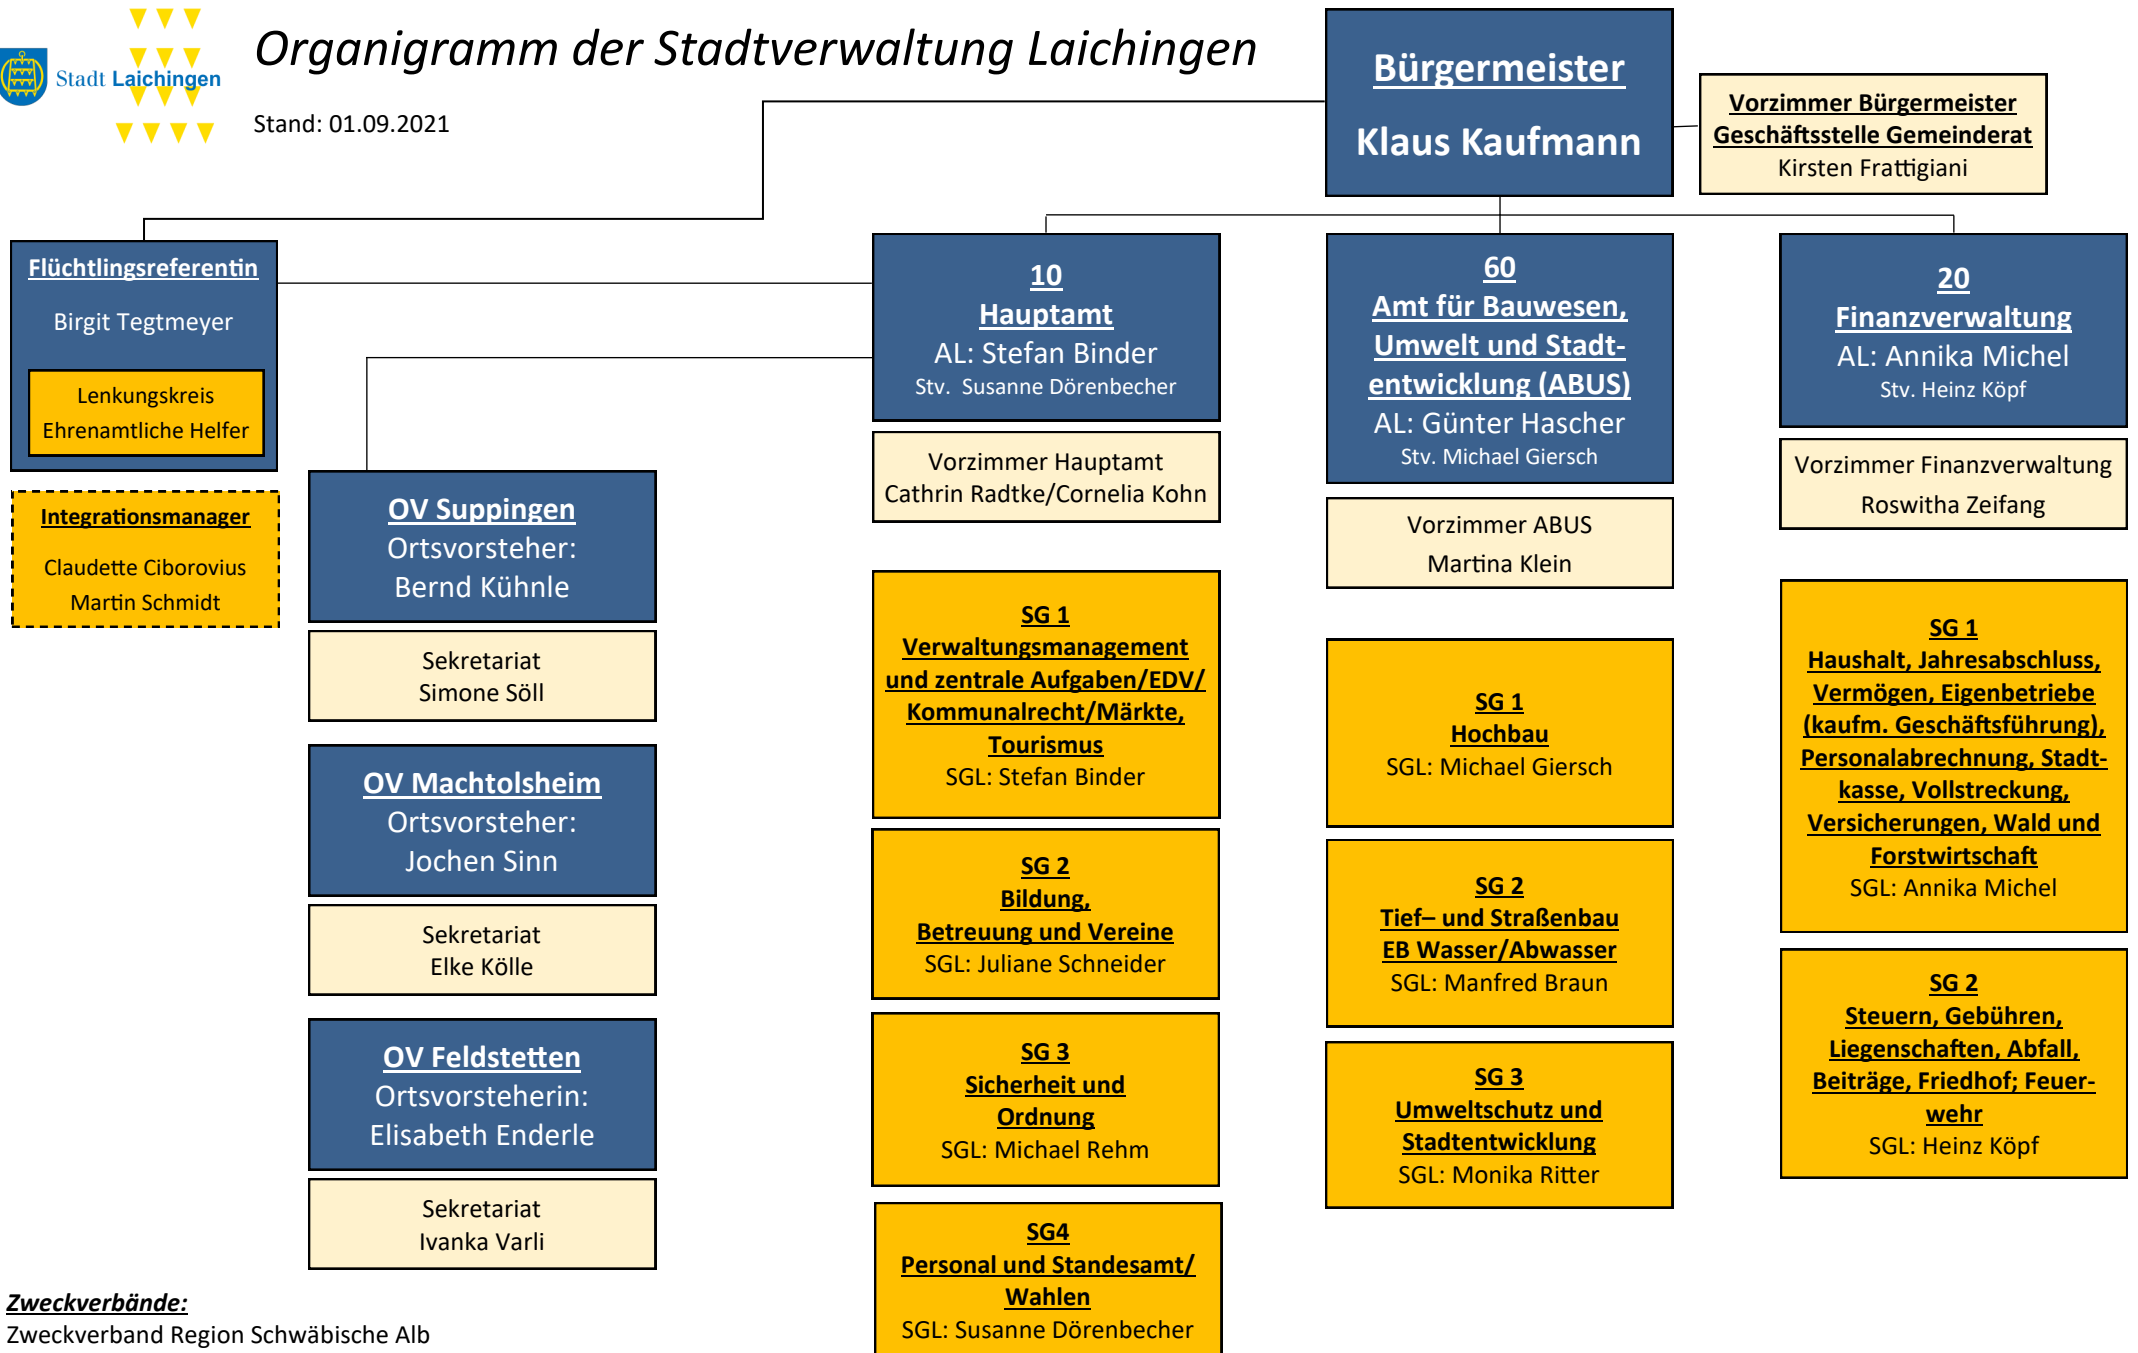 Stadt Laichingen
Organigramm der Stadtverwaltung Laichingen
Stand: 01.09.2021
Bürgermeister
Klaus Kaufmann
Vorzimmer Bürgermeister
Geschäftsstelle Gemeinderat
Kirsten Frattigiani
Flüchtlingsreferentin
Birgit Tegtmeyer
Lenkungskreis
Ehrenamtliche Helfer
Integrationsmanager
Claudette Ciborovius
Martin Schmidt
OV Suppingen
Ortsvorsteher:
Bernd Kühnle
Sekretariat
Simone Söll
OV Machtolsheim
Ortsvorsteher:
Jochen Sinn
Sekretariat
Elke Kölle
OV Feldstetten
Ortsvorsteherin:
Elisabeth Enderle
Sekretariat
Ivanka Varli
10
Hauptamt
AL: Stefan Binder
Stv. Susanne Dörenbecher
Vorzimmer Hauptamt
Cathrin Radtke/Cornelia Kohn
SG 1
Verwaltungsmanagement
und zentrale Aufgaben/EDV/
Kommunalrecht/Märkte,
Tourismus
SGL: Stefan Binder
SG 2
Bildung,
Betreuung und Vereine
SGL: Juliane Schneider
SG 3
Sicherheit und
Ordnung
SGL: Michael Rehm
SG4
Personal und Standesamt/
Wahlen
SGL: Susanne Dörenbecher
60
Amt für Bauwesen,
Umwelt und Stadt-
entwicklung (ABUS)
AL: Günter Hascher
Stv. Michael Giersch
Vorzimmer ABUS
Martina Klein
SG 1
Hochbau
SGL: Michael Giersch
SG 2
Tief– und Straßenbau
EB Wasser/Abwasser
SGL: Manfred Braun
SG 3
Umweltschutz und
Stadtentwicklung
SGL: Monika Ritter
20
Finanzverwaltung
AL: Annika Michel
Stv. Heinz Köpf
Vorzimmer Finanzverwaltung
Roswitha Zeifang
SG 1
Haushalt, Jahresabschluss,
Vermögen, Eigenbetriebe
(kaufm. Geschäftsführung),
Personalabrechnung, Stadt-
kasse, Vollstreckung,
Versicherungen, Wald und
Forstwirtschaft
SGL: Annika Michel
SG 2
Steuern, Gebühren,
Liegenschaften, Abfall,
Beiträge, Friedhof; Feuer-
wehr
SGL: Heinz Köpf
Zweckverbände:
Zweckverband Region Schwäbische Alb